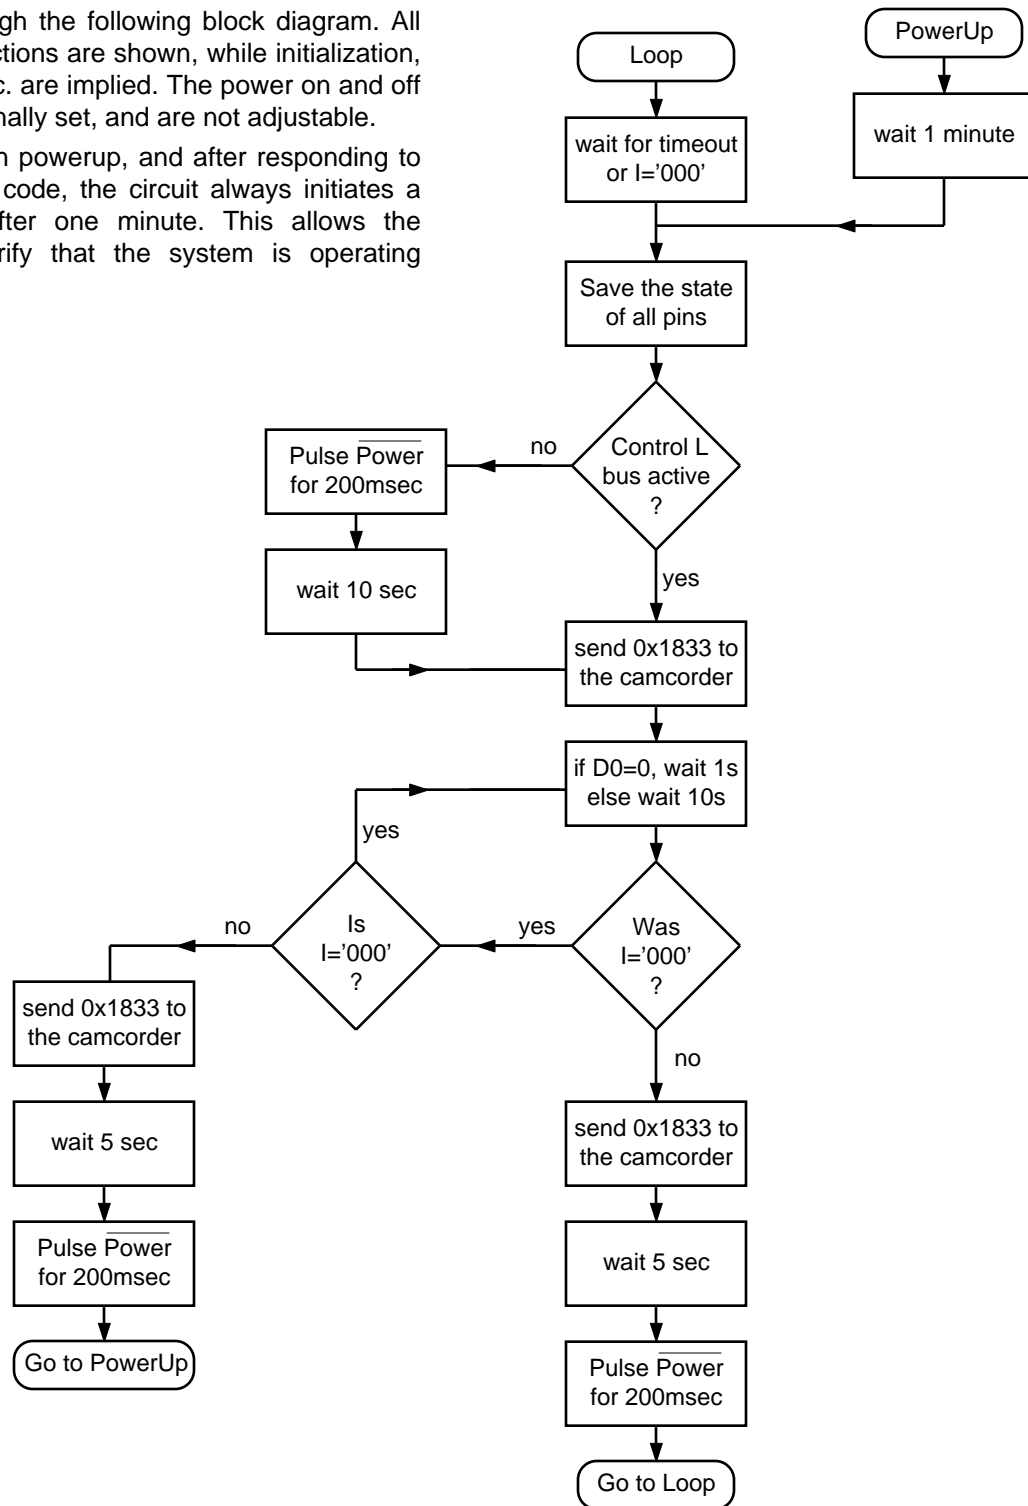 gh the following block diagram. All
ctions are shown, while initialization,
c. are implied. The power on and off
nally set, and are not adjustable.
n powerup, and after responding to
code, the circuit always initiates a
fter one minute. This allows the
rify that the system is operating
Loop
PowerUp
wait for timeout
or I='000'
wait 1 minute
Save the state
of all pins
Control L
bus active
?
no
Pulse Power
for 200msec
wait 10 sec
yes
send 0x1833 to
the camcorder
if D0=0, wait 1s
else wait 10s
yes
Was
I='000'
?
yes
Is
I='000'
?
no
send 0x1833 to
the camcorder
wait 5 sec
Pulse Power
for 200msec
Go to PowerUp
no
send 0x1833 to
the camcorder
wait 5 sec
Pulse Power
for 200msec
Go to Loop